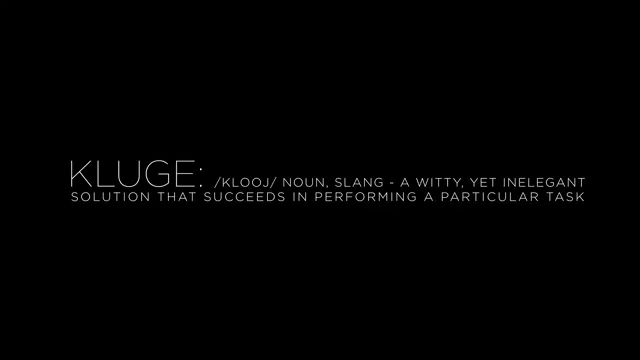 KLUGE: /KLOOJ/ NOUN, SLANG - A WITTY, YET INELEGANT
SOLUTION THAT SUCCEEDS IN PERFORMING A PARTICULAR TASK